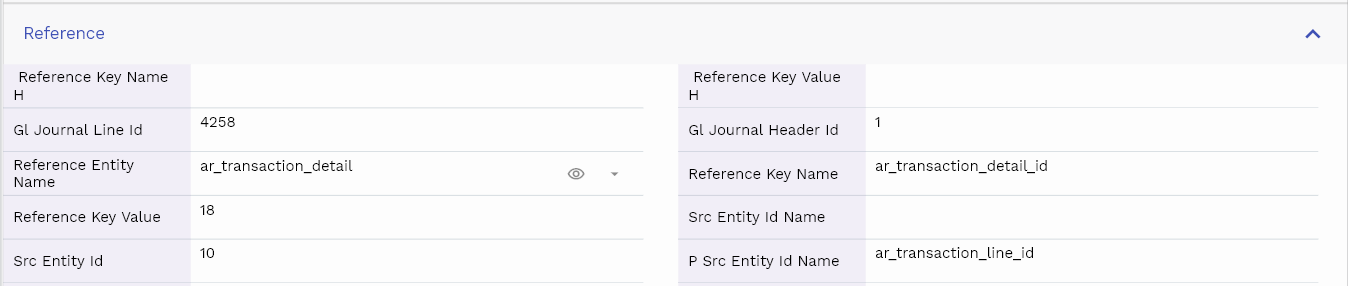 Reference
Reference Key Name
H
Reference Key Value
H
Gl Journal Line Id
4258
Gl Journal Header Id
1
Reference Entity
Name
ar_transaction_detail
Reference Key Name
ar_transaction_detail_id
Reference Key Value
18
Src Entity Id Name
Src Entity Id
10
P Src Entity Id Name
ar_transaction_line_id